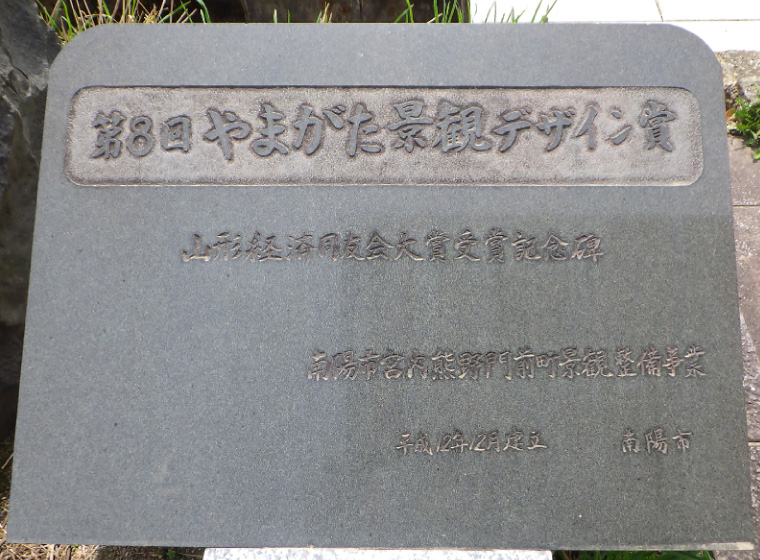 第8回やまがた景観デザイン賞
山形経済同友会大賞受賞記念碑
南陽市宮内熊野門前町景観整備事業
平成12年12月建立 南陽市